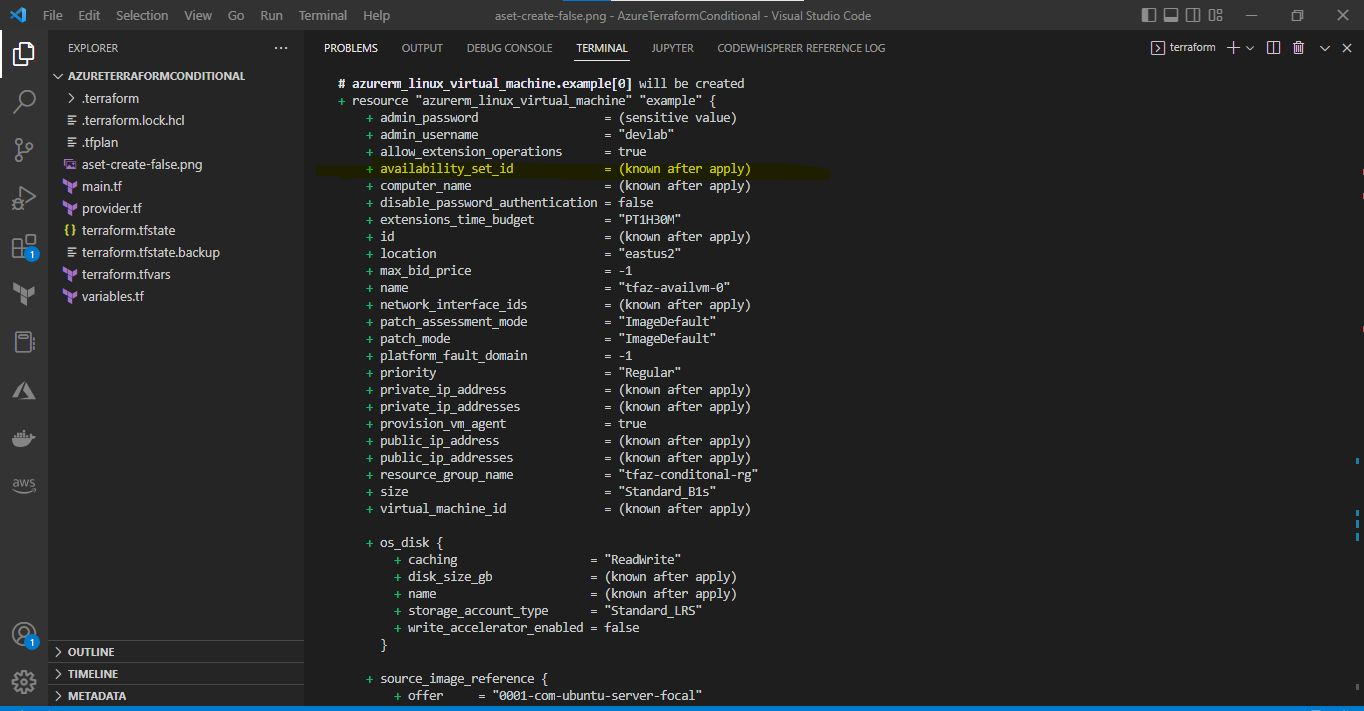 File Edit Selection View Go Run Terminal Help
aset-create-false.png - AzureTerraformConditional - Visual Studio Code
EXPLORER
AZURETERRAFORMCONDITIONAL
.terraform
.terraform.lock.hcl
.tfplan
aset-create-false.png
main.tf
provider.tf
{} terraform.tfstate
terraform.tfstate.backup
terraform.tfvars
variables.tf
1
aws
1
OUTLINE
TIMELINE
METADATA
PROBLEMS OUTPUT DEBUG CONSOLE TERMINAL JUPYTER CODEWHISPERER REFERENCE LOG
terraform
# azurerm_linux_virtual_machine.example[0] will be created
+ resource "azurerm_linux_virtual_machine" "example" {
+ admin_password = (sensitive value)
+ admin_username = "devlab"
+ allow_extension_operations = true
+ availability_set_id = (known after apply)
+ computer_name = (known after apply)
+ disable_password_authentication = false
+ extensions_time_budget = "PT1H30M"
+ id = (known after apply)
+ location = "eastus2"
+ max_bid_price = -1
+ name = "tfaz-availvm-0"
+ network_interface_ids = (known after apply)
+ patch_assessment_mode = "ImageDefault"
+ patch_mode = "ImageDefault"
+ platform_fault_domain = -1
+ priority = "Regular"
+ private_ip_address = (known after apply)
+ private_ip_addresses = (known after apply)
+ provision_vm_agent = true
+ public_ip_address = (known after apply)
+ public_ip_addresses = (known after apply)
+ resource_group_name = "tfaz-conditonal-rg"
+ size = "Standard_B1s"
+ virtual_machine_id = (known after apply)
+ os_disk {
+ caching = "ReadWrite"
+ disk_size_gb = (known after apply)
+ name = (known after apply)
+ storage_account_type = "Standard_LRS"
+ write_accelerator_enabled = false
}
+ source_image_reference {
+ offer = "0001-com-ubuntu-server-focal"